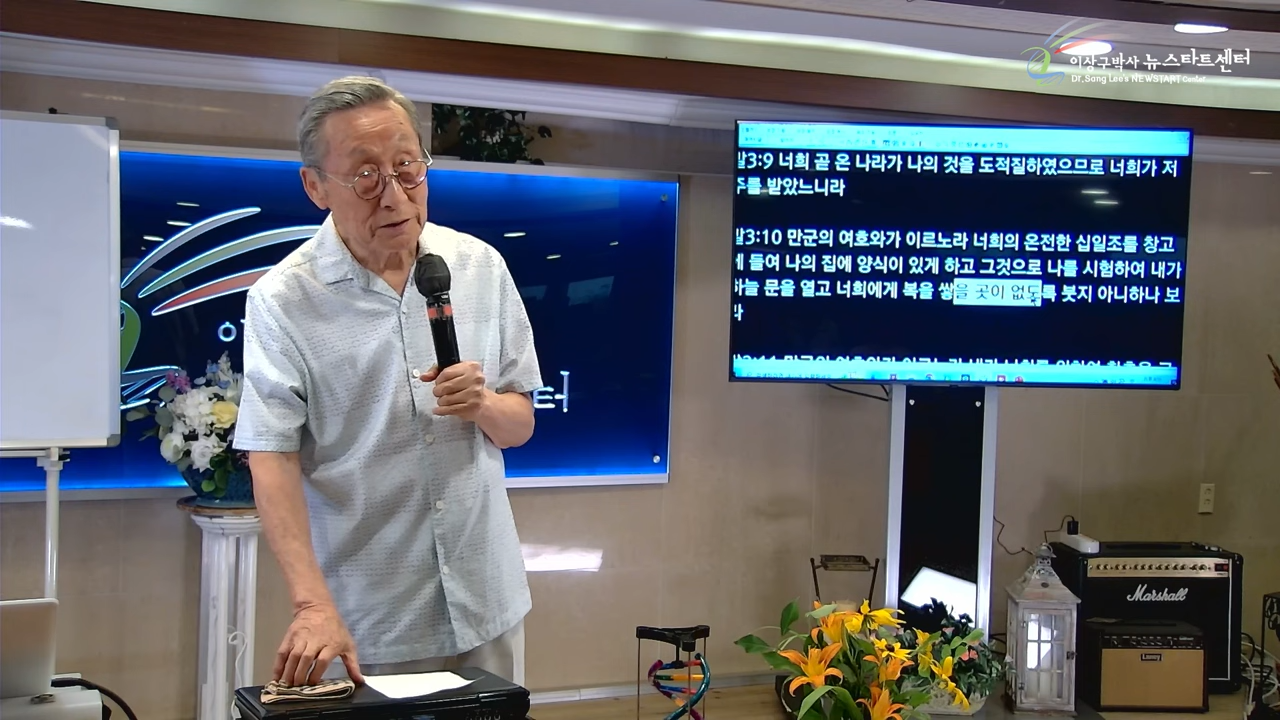 이상구박사 뉴스타트센터
Dr.Sang Lee's NEWSTART Center
말3:9 너희 곧 온 나라가 나의 것을 도적질하였으므로 너희가 저
주를 받았느니라
말3:10 만군의 여호와가 이르노라 너희의 온전한 십일조를 창고
에 들여 나의 집에 양식이 있게 하고 그것으로 나를 시험하여 내가
하늘 문을 열고 너희에게 복을 쌓을 곳이 없도록 붓지 아니하나 보
라
터
Marshall
Laney